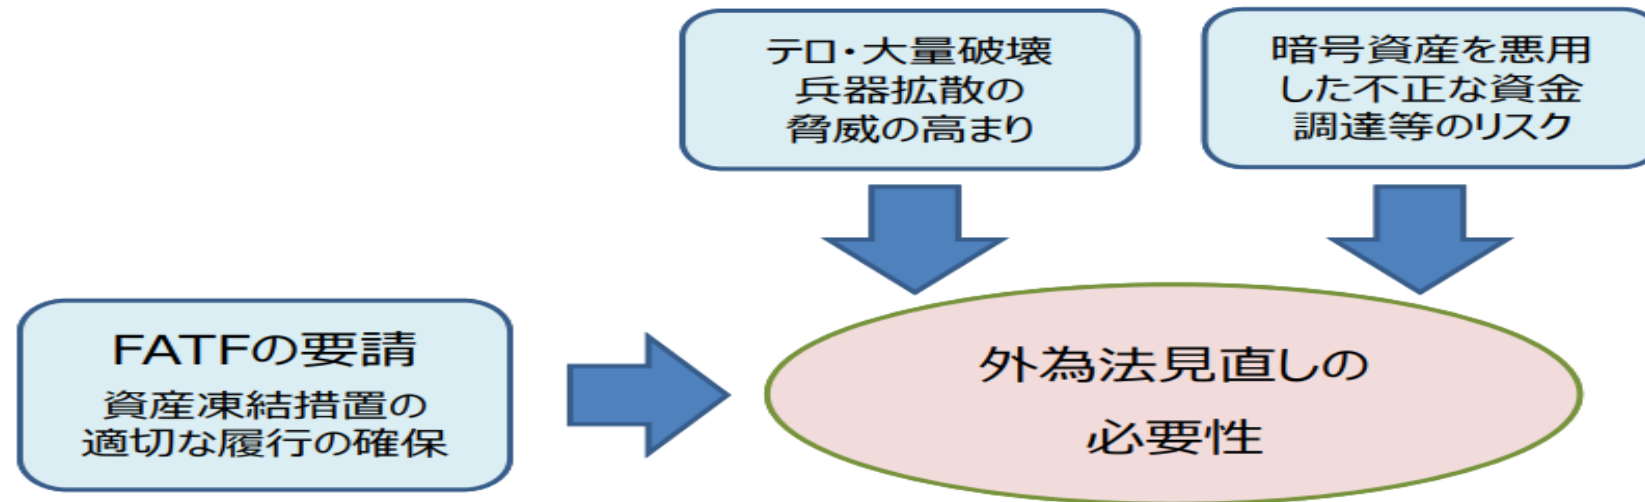 テロ・大量破壊
兵器拡散の
脅威の高まり
暗号資産を悪用
した不正な資金
調達等のリスク
FATFの要請
資産凍結措置の
適切な履行の確保
外為法見直しの
必要性